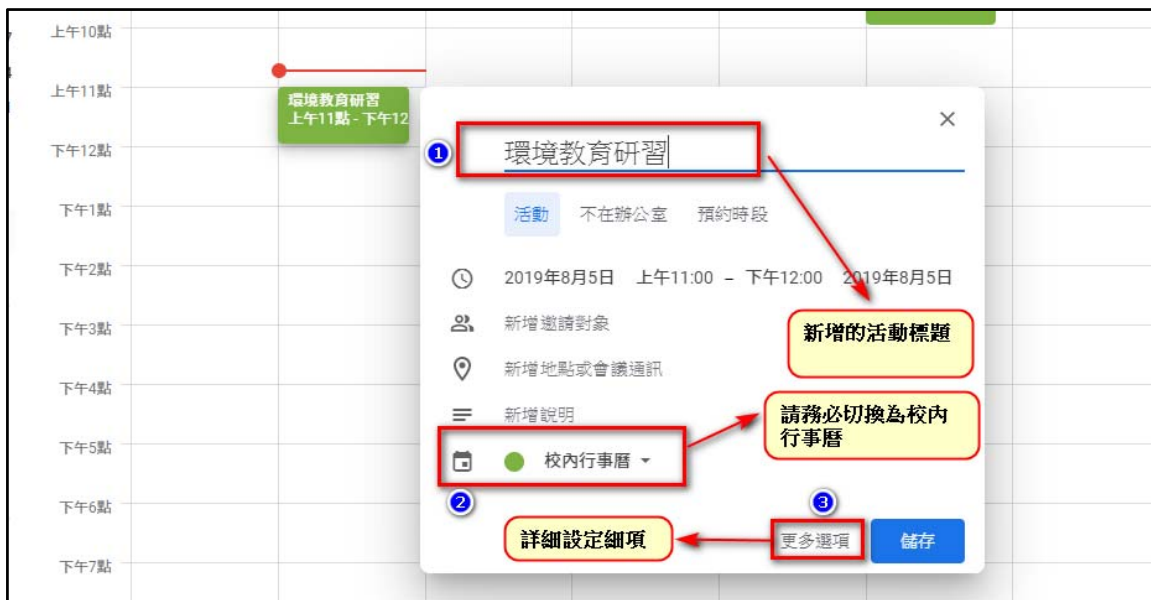 上午10點
上午11點
下午12點
下午1點
下午2點
下午3點
下午4點
下午5點
下午6點
下午7點
環境教育研習
上午11點 - 下午12
1
環境教育研習
活動 不在辦公室 預約時段
2019年8月5日 上午11:00 – 下午12:00 2019年8月5日
新增邀請對象
新增地點或會議通訊
新增說明
校內行事曆
2
3
更多選項
儲存
新增的活動標題
請務必切換為校內
行事曆
詳細設定細項